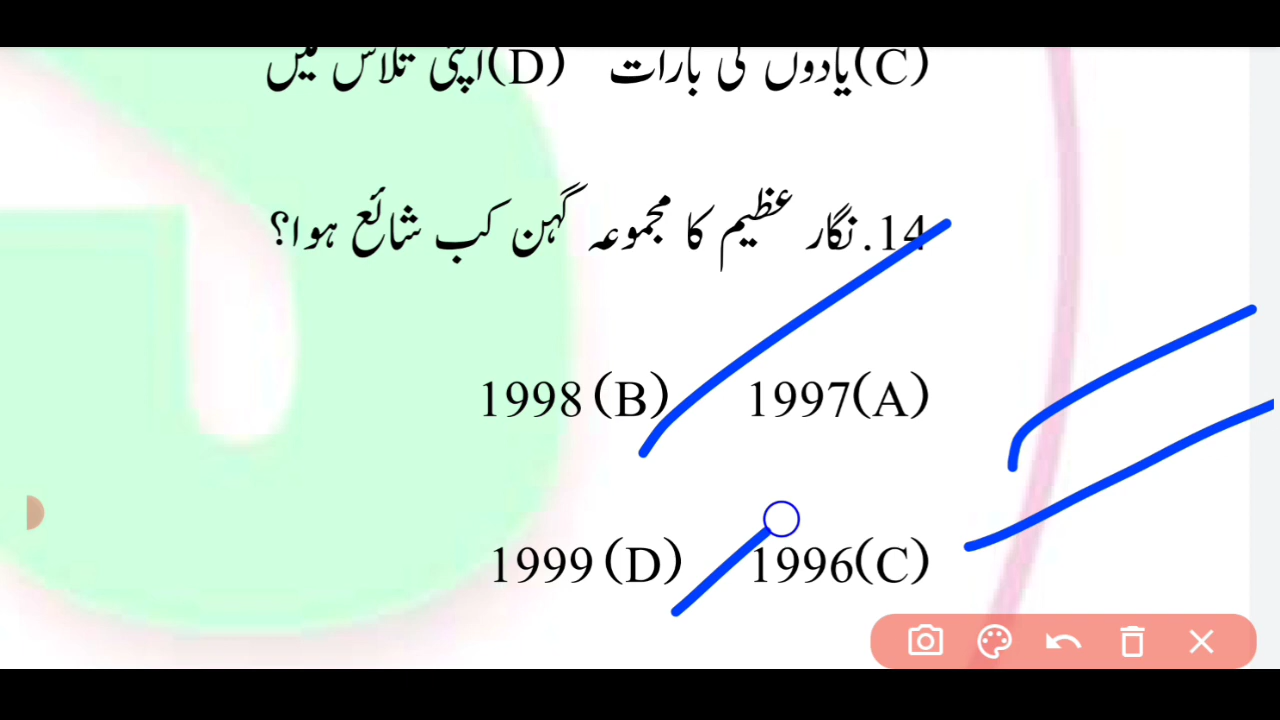 (C)یادوں کی بارات (D)اپنی تلاش میں
14.نگار عظیم کا مجموعہ گہن کب شائع ہوا؟
1997(A) 1998(B)
1996(C) 1999(D)